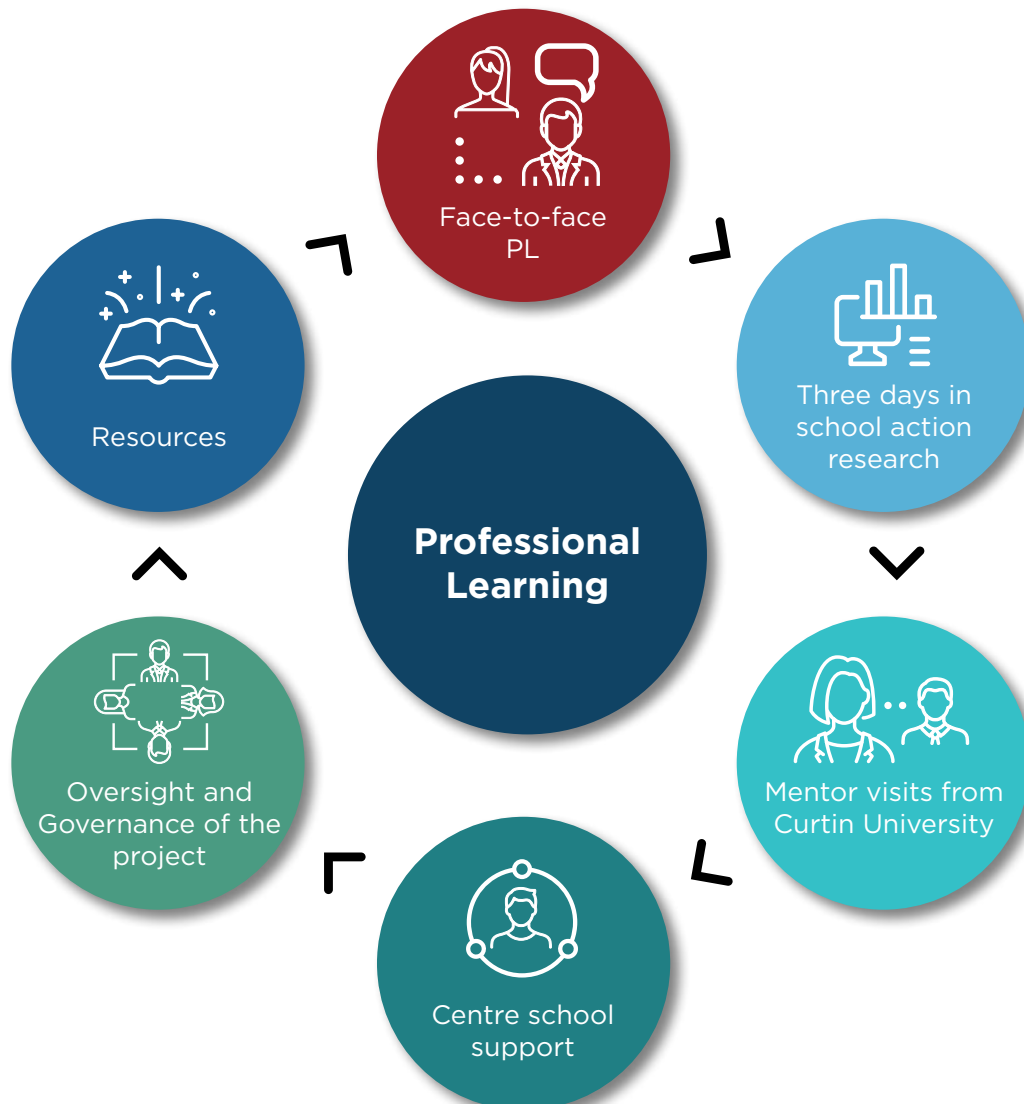 Face-to-face
PL
Three days in
school action
research
Mentor visits from
Curtin University
Centre school
support
Oversight and
Governance of the
project
Resources
Professional
Learning